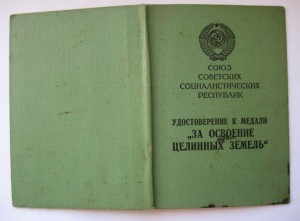 СОЮЗ
СОВЕТСКИХ
СОЦИАЛИСТИЧЕСКИХ
РЕСПУБЛИК
УДОСТОВЕРЕНИЕ К МЕДАЛИ
„ЗА ОСВОЕНИЕ
ЦЕЛИННЫХ ЗЕМЕЛЬ“